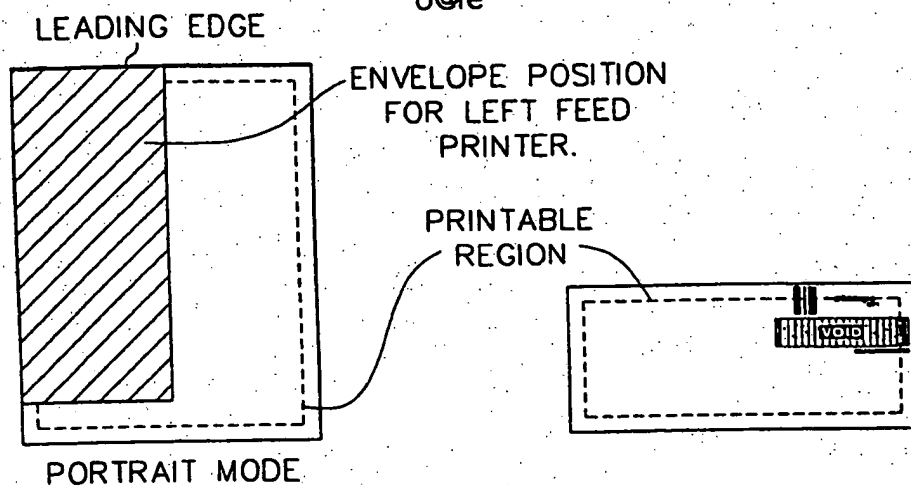 LEADING EDGE
ENVELOPE POSITION
FOR LEFT FEED
PRINTER.
PRINTABLE
REGION
VOID
PORTRAIT MODE